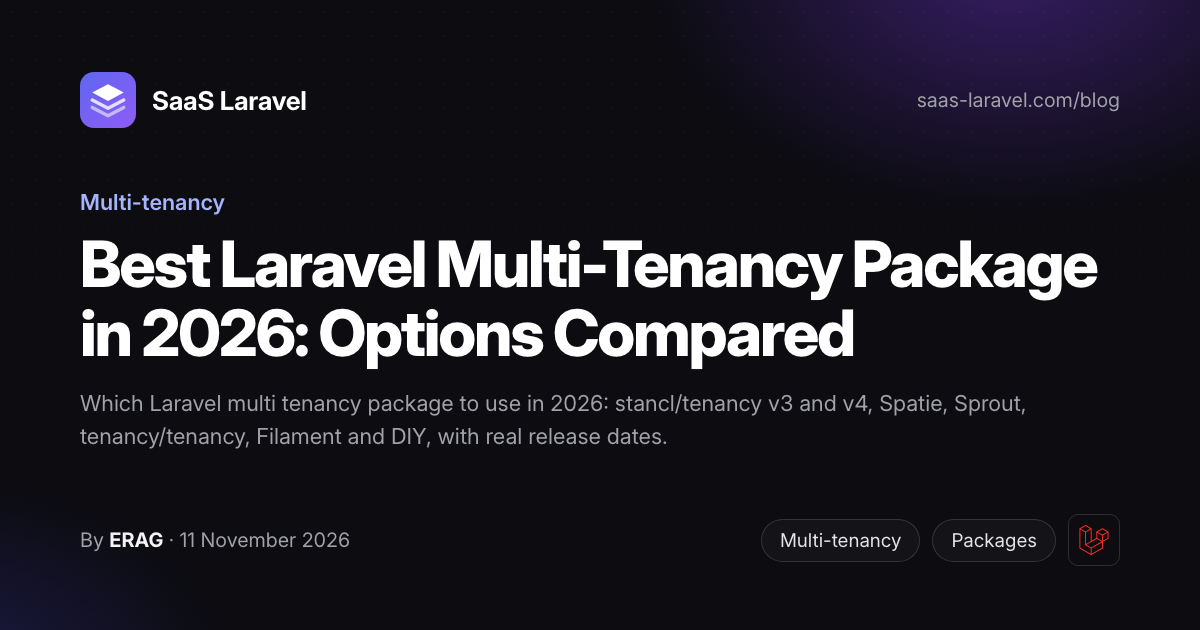 SaaS Laravel
saas-laravel.com/blog
Multi-tenancy
Best Laravel Multi-Tenancy Package
in 2026: Options Compared
Which Laravel multi tenancy package to use in 2026: stancl/tenancy v3 and v4, Spatie, Sprout,
tenancy/tenancy, Filament and DIY, with real release dates.
By ERAG · 11 November 2026
Multi-tenancy
Packages